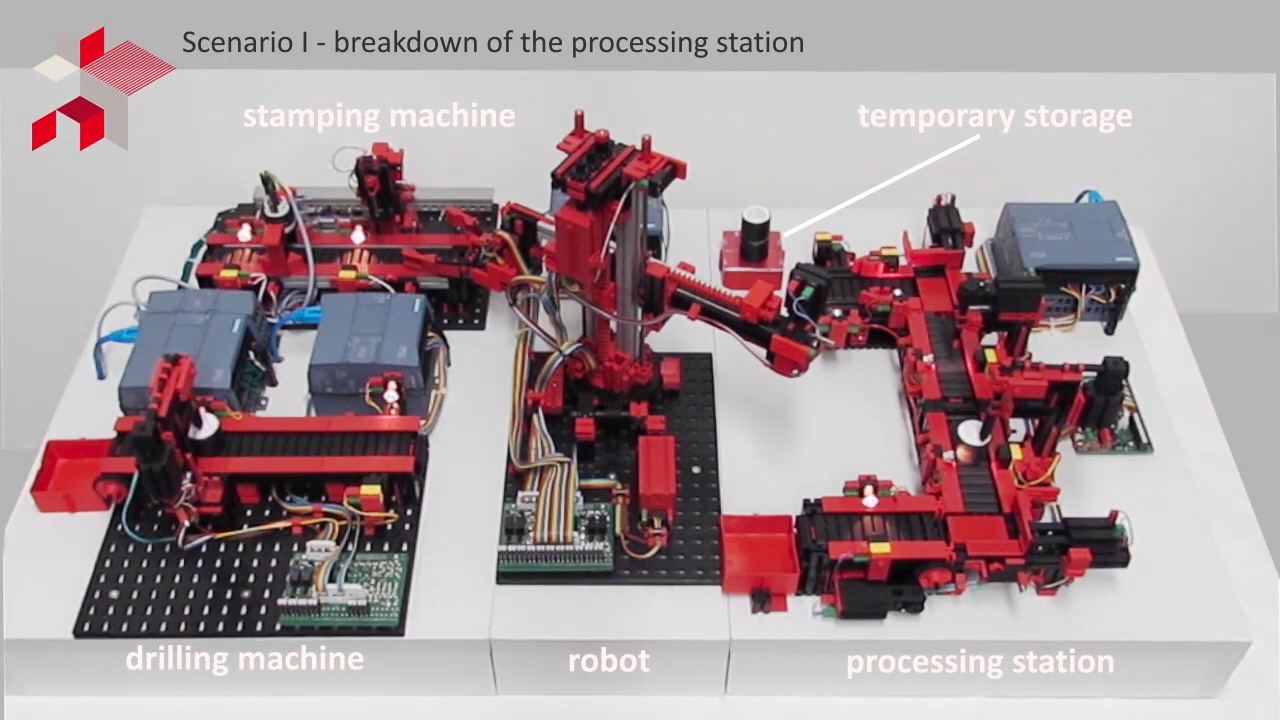 Scenario I - breakdown of the processing station
stamping machine
temporary storage
drilling machine
robot
processing station